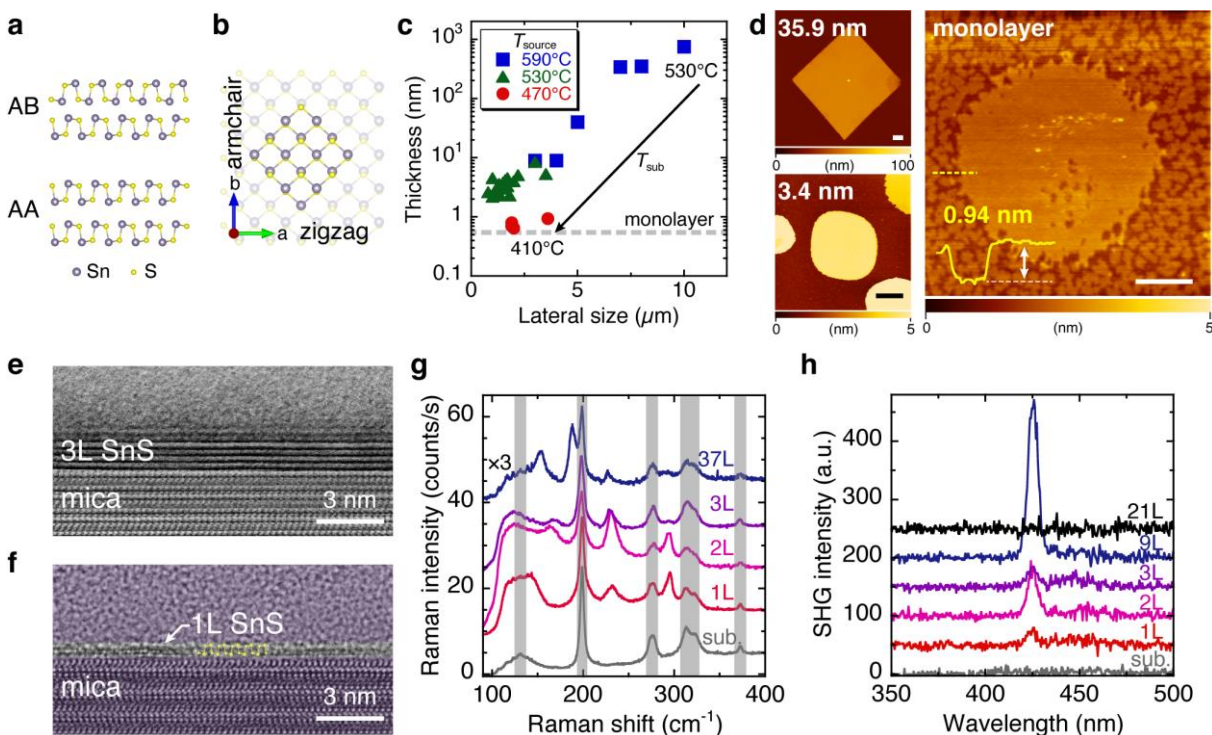 a
AB
AA
Sn
S
b
armchair
b
a
zigzag
c
Thickness (nm)
10³
10²
10
1
0.1
T_source
590°C
530°C
470°C
530°C
T_sub
monolayer
410°C
0
5
10
Lateral size (μm)
d
35.9 nm
0
(nm)
100
3.4 nm
0
(nm)
5
monolayer
0.94 nm
0
(nm)
5
e
3L SnS
mica
3 nm
f
1L SnS
mica
3 nm
g
Raman intensity (counts/s)
60
40
20
0
×3
37L
3L
2L
1L
sub.
100
200
300
400
Raman shift (cm⁻¹)
h
SHG intensity (a.u.)
400
300
200
100
0
21L
9L
3L
2L
1L
sub.
350
400
450
500
Wavelength (nm)